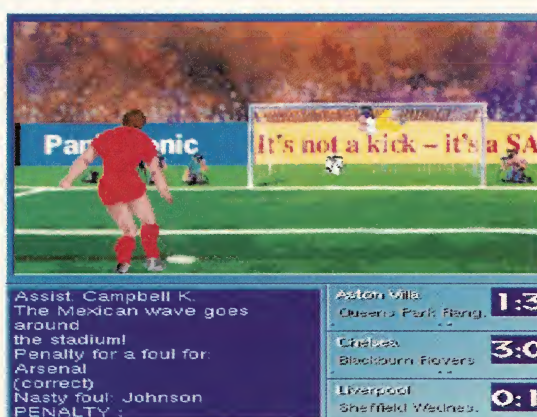 Pan onic
It's not a kick – it's a SA
Assist. Campbell K.
The Mexican wave goes
around
the stadium!
Penalty for a foul for:
Arsenal
(correct)
Nasty foul: Johnson
PENALTY :
Aston Villa
Queens Park Rang.
1:3
Chelsea
Blackburn Rovers
3:0
Liverpool
Sheffield Wednes.
0:1